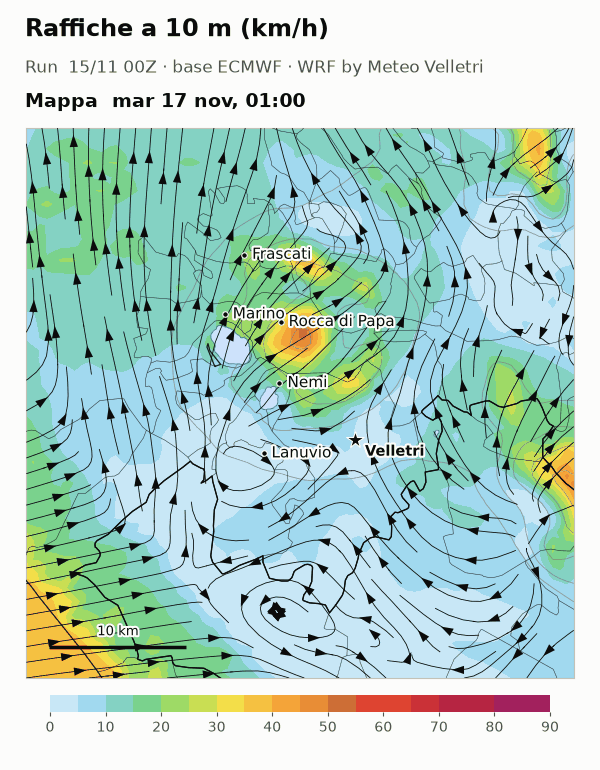 Raffiche a 10 m (km/h)
Run 15/11 00Z · base ECMWF · WRF by Meteo Velletri
Mappa mar 17 nov, 01:00
Frascati
Marino
Rocca di Papa
Nemi
Velletri
Lanuvio
10 km
0 10 20 30 40 50 60 70 80 90